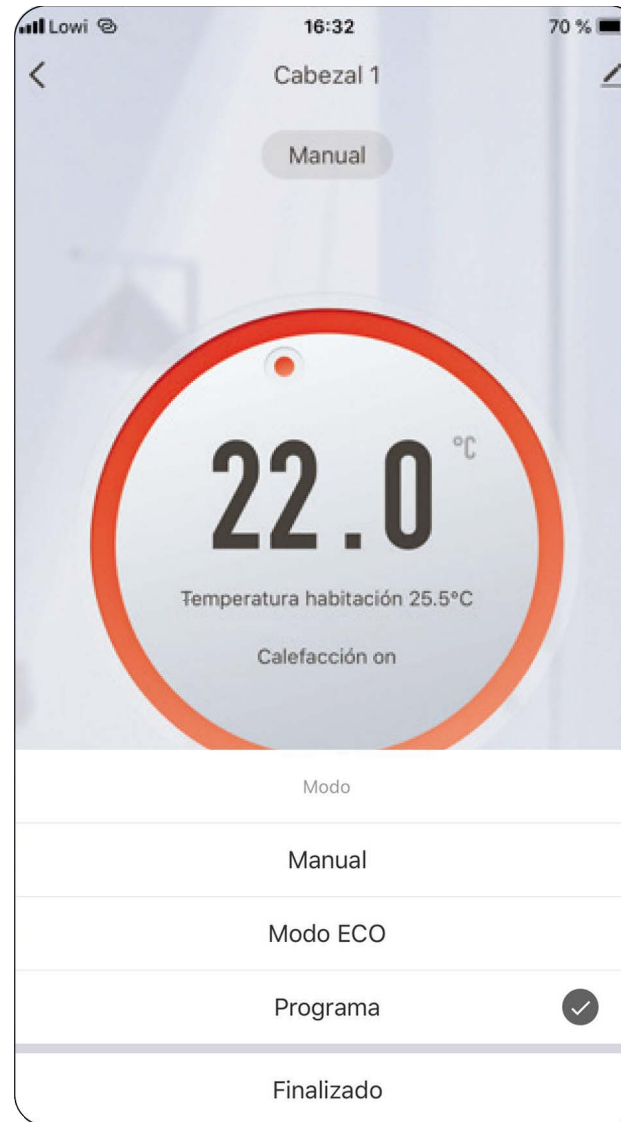 Lowi 16:32 70 %
Cabezal 1
Manual
22.0 °C
Temperatura habitación 25.5°C
Calefacción on
Modo
Manual
Modo ECO
Programa
Finalizado